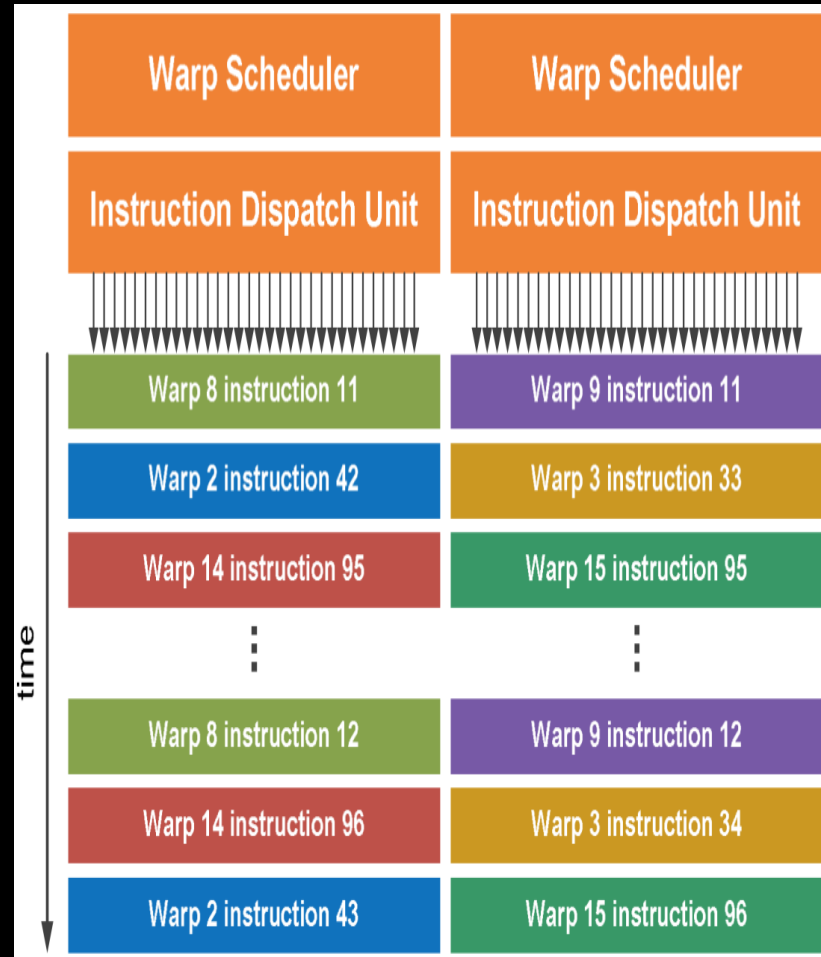 Warp Scheduler
Warp Scheduler
Instruction Dispatch Unit
Instruction Dispatch Unit
Warp 8 instruction 11
Warp 9 instruction 11
Warp 2 instruction 42
Warp 3 instruction 33
Warp 14 instruction 95
Warp 15 instruction 95
time
Warp 8 instruction 12
Warp 9 instruction 12
Warp 14 instruction 96
Warp 3 instruction 34
Warp 2 instruction 43
Warp 15 instruction 96